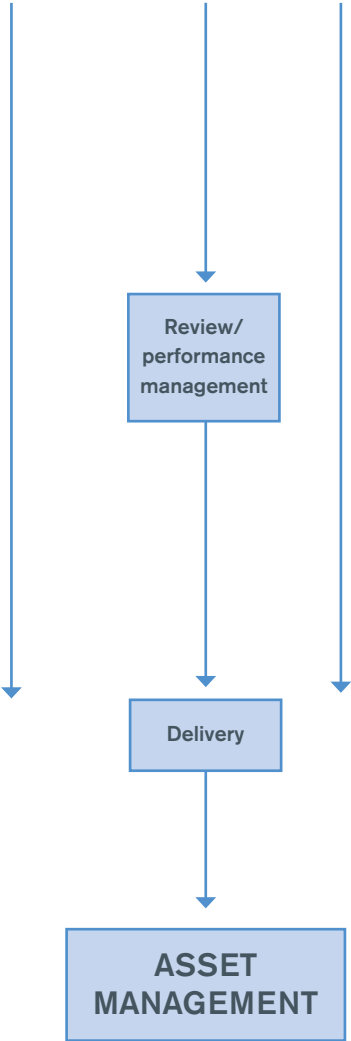 Review/
performance
management
Delivery
ASSET
MANAGEMENT